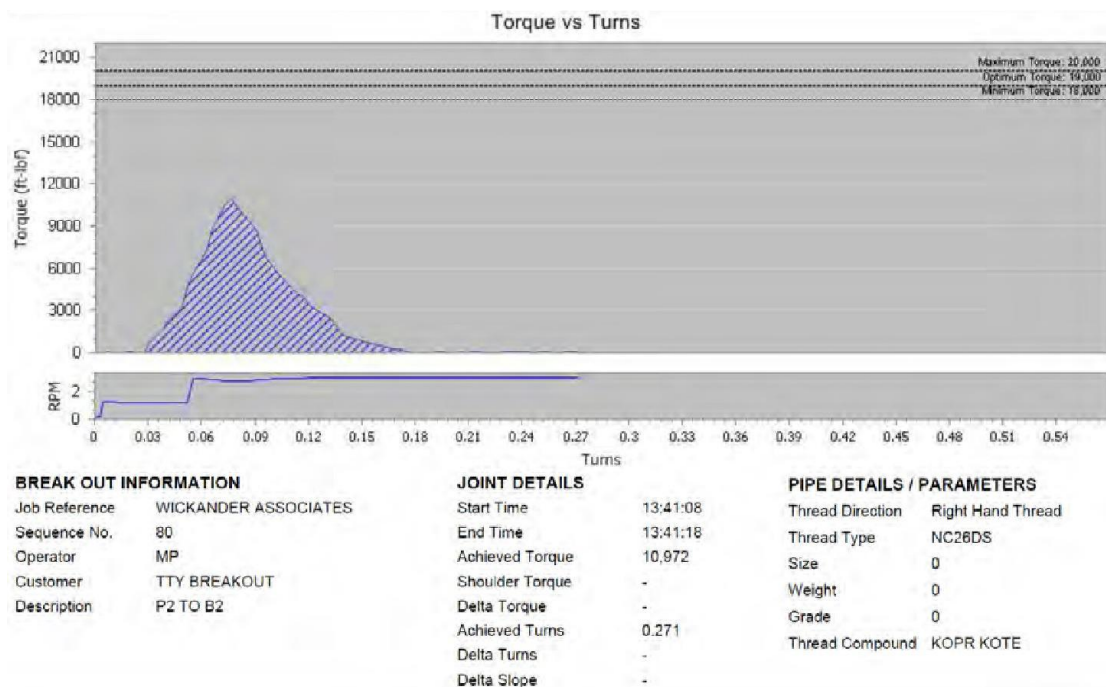 Torque vs Turns
21000
18000
15000
12000
9000
6000
3000
0
Torque (ft-lbf)
Maximum Torque: 20,000
Optimum Torque: 19,000
Minimum Torque: 18,000
2
0
RPM
0 0.03 0.06 0.09 0.12 0.15 0.18 0.21 0.24 0.27 0.3 0.33 0.36 0.39 0.42 0.45 0.48 0.51 0.54
Turns
BREAK OUT INFORMATION
Job Reference WICKANDER ASSOCIATES
Sequence No. 80
Operator MP
Customer TTY BREAKOUT
Description P2 TO B2
JOINT DETAILS
Start Time 13:41:08
End Time 13:41:18
Achieved Torque 10,972
Shoulder Torque -
Delta Torque -
Achieved Turns 0.271
Delta Turns -
Delta Slope -
PIPE DETAILS / PARAMETERS
Thread Direction Right Hand Thread
Thread Type NC26DS
Size 0
Weight 0
Grade 0
Thread Compound KOPR KOTE